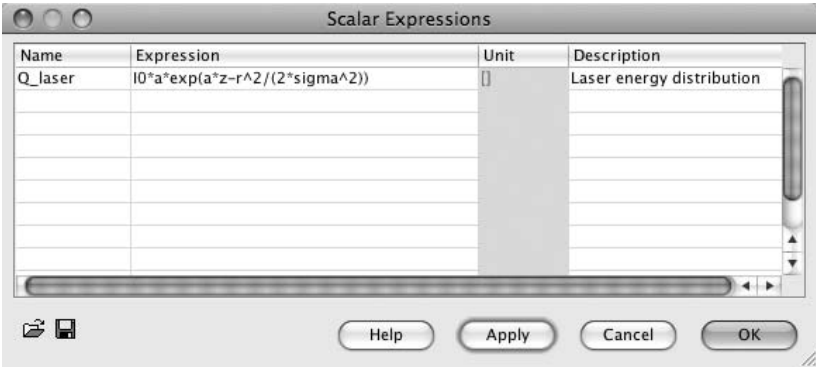 Scalar Expressions
Name Expression Unit Description
Q_laser I0*a*exp(a*z-r^2/(2*sigma^2)) [] Laser energy distribution
Help Apply Cancel OK